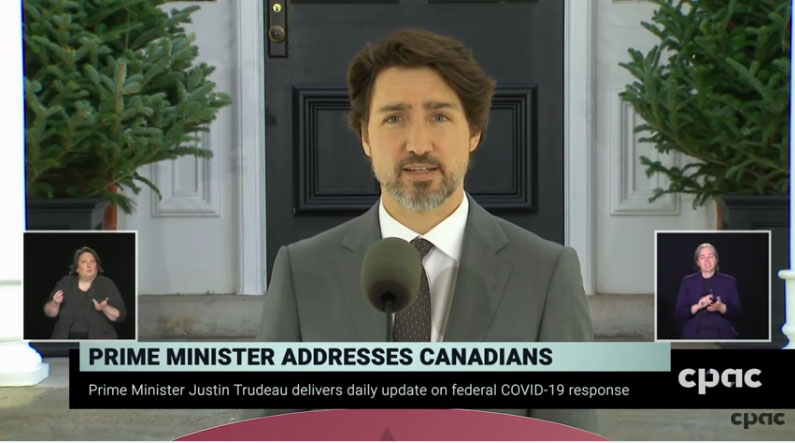 PRIME MINISTER ADDRESSES CANADIANS
Prime Minister Justin Trudeau delivers daily update on federal COVID-19 response
cpac
cpac